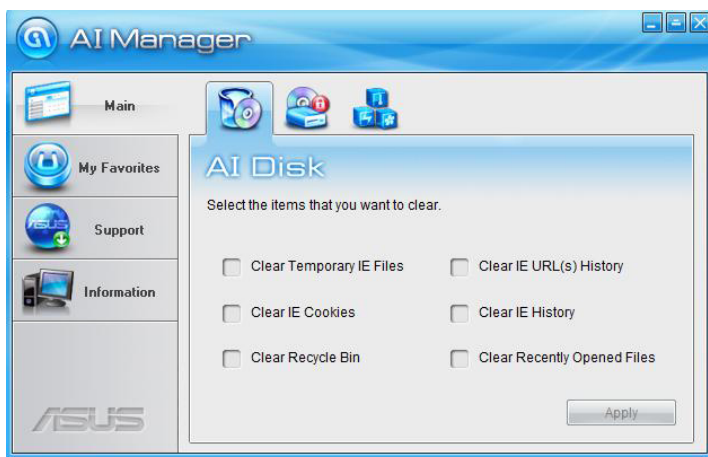 AI Manager
Main
My Favorites
Support
Information
ASUS
AI Disk
Select the items that you want to clear.
Clear Temporary IE Files
Clear IE URL(s) History
Clear IE Cookies
Clear IE History
Clear Recycle Bin
Clear Recently Opened Files
Apply
/SUS